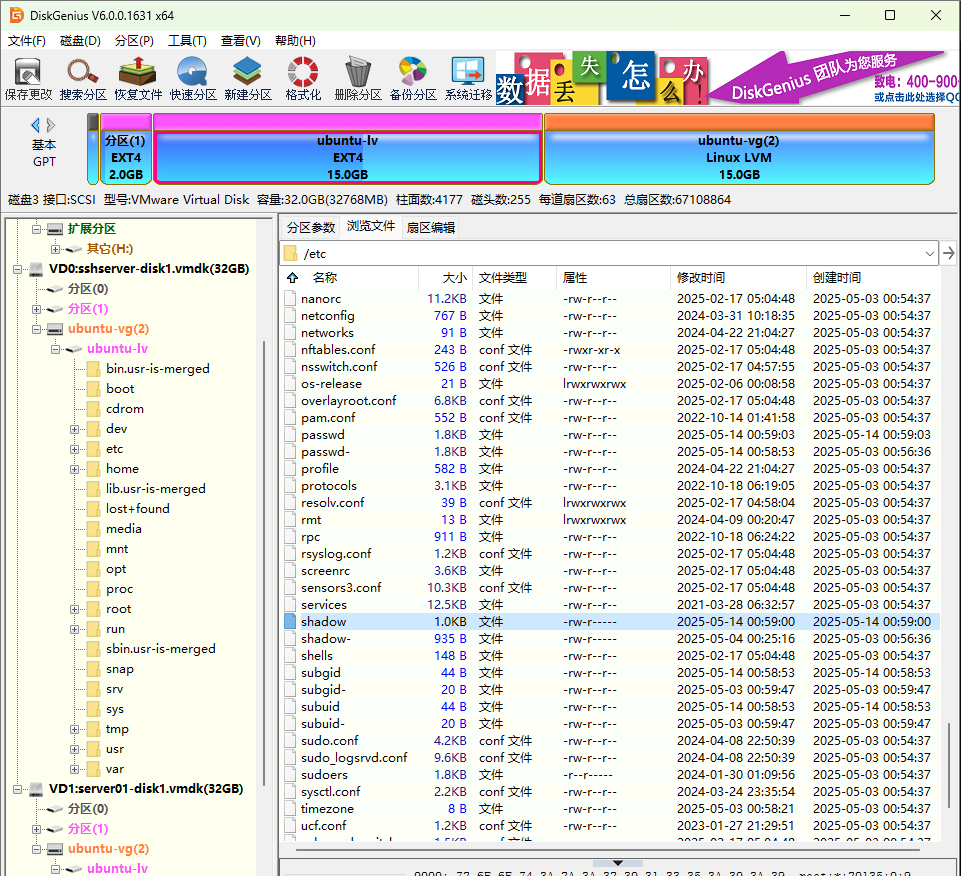 DiskGenius V6.0.0.1631 x64
文件(F) 磁盘(D) 分区(P) 工具(T) 查看(V) 帮助(H)
保存更改 搜索分区 恢复文件 快速分区 新建分区 格式化 删除分区 备份分区 系统迁移
数据丢失怎么办!
DiskGenius 团队为您服务
致电: 400-900-
或点击此处选择QQ
基本
GPT
分区(1)
EXT4
2.0GB
ubuntu-lv
EXT4
15.0GB
ubuntu-vg(2)
Linux LVM
15.0GB
磁盘3 接口:SCSI 型号:VMware Virtual Disk 容量:32.0GB(32768MB) 柱面数:4177 磁头数:255 每道扇区数:63 总扇区数:67108864
扩展分区
其它(H:)
VD0:sshserver-disk1.vmdk(32GB)
分区(0)
分区(1)
ubuntu-vg(2)
ubuntu-lv
bin.usr-is-merged
boot
cdrom
dev
etc
home
lib.usr-is-merged
lost+found
media
mnt
opt
proc
root
run
sbin.usr-is-merged
snap
srv
sys
tmp
usr
var
VD1:server01-disk1.vmdk(32GB)
分区(0)
分区(1)
ubuntu-vg(2)
ubuntu-lv
分区参数 浏览文件 扇区编辑
/etc
名称 大小 文件类型 属性 修改时间 创建时间
nanorc 11.2KB 文件 -rw-r--r-- 2025-02-17 05:04:48 2025-05-03 00:54:37
netconfig 767 B 文件 -rw-r--r-- 2024-03-31 10:18:35 2025-05-03 00:54:37
networks 91 B 文件 -rw-r--r-- 2024-04-22 21:04:27 2025-05-03 00:54:37
nftables.conf 243 B conf 文件 -rwxr-xr-x 2025-02-17 05:04:48 2025-05-03 00:54:37
nsswitch.conf 526 B conf 文件 -rw-r--r-- 2025-02-17 04:57:55 2025-05-03 00:54:37
os-release 21 B 文件 lrwxrwxrwx 2025-02-06 00:08:58 2025-05-03 00:54:37
overlayroot.conf 6.8KB conf 文件 -rw-r--r-- 2025-02-17 05:04:48 2025-05-03 00:54:37
pam.conf 552 B conf 文件 -rw-r--r-- 2022-10-14 01:41:58 2025-05-03 00:54:37
passwd 1.8KB 文件 -rw-r--r-- 2025-05-14 00:59:03 2025-05-14 00:59:03
passwd- 1.8KB 文件 -rw-r--r-- 2025-05-14 00:58:53 2025-05-03 00:56:36
profile 582 B 文件 -rw-r--r-- 2024-04-22 21:04:27 2025-05-03 00:54:37
protocols 3.1KB 文件 -rw-r--r-- 2022-10-18 06:19:05 2025-05-03 00:54:37
resolv.conf 39 B conf 文件 lrwxrwxrwx 2025-02-17 04:58:04 2025-05-03 00:54:37
rmt 13 B 文件 lrwxrwxrwx 2024-04-09 00:20:47 2025-05-03 00:54:37
rpc 911 B 文件 -rw-r--r-- 2022-10-18 06:24:22 2025-05-03 00:54:37
rsyslog.conf 1.2KB conf 文件 -rw-r--r-- 2025-02-17 05:04:48 2025-05-03 00:54:37
screenrc 3.6KB 文件 -rw-r--r-- 2025-02-17 05:04:48 2025-05-03 00:54:37
sensors3.conf 10.3KB conf 文件 -rw-r--r-- 2025-02-17 05:04:48 2025-05-03 00:54:37
services 12.5KB 文件 -rw-r--r-- 2021-03-28 06:32:57 2025-05-03 00:54:37
shadow 1.0KB 文件 -rw-r----- 2025-05-14 00:59:00 2025-05-14 00:59:00
shadow- 935 B 文件 -rw-r----- 2025-05-04 00:25:16 2025-05-03 00:56:36
shells 148 B 文件 -rw-r--r-- 2025-02-17 05:04:48 2025-05-03 00:54:37
subgid 44 B 文件 -rw-r--r-- 2025-05-14 00:58:53 2025-05-14 00:58:53
subgid- 20 B 文件 -rw-r--r-- 2025-05-03 00:59:47 2025-05-03 00:59:47
subuid 44 B 文件 -rw-r--r-- 2025-05-14 00:58:53 2025-05-14 00:58:53
subuid- 20 B 文件 -rw-r--r-- 2025-05-03 00:59:47 2025-05-03 00:59:47
sudo.conf 4.2KB conf 文件 -rw-r--r-- 2024-04-08 22:50:39 2025-05-03 00:54:37
sudo_logsrvd.conf 9.6KB conf 文件 -rw-r--r-- 2024-04-08 22:50:39 2025-05-03 00:54:37
sudoers 1.8KB 文件 -r--r----- 2024-01-30 01:09:56 2025-05-03 00:54:37
sysctl.conf 2.2KB conf 文件 -rw-r--r-- 2024-03-24 23:35:54 2025-05-03 00:54:37
timezone 8 B 文件 -rw-r--r-- 2025-05-03 00:58:21 2025-05-03 00:54:37
ucf.conf 1.2KB conf 文件 -rw-r--r-- 2023-01-27 21:29:51 2025-05-03 00:54:37